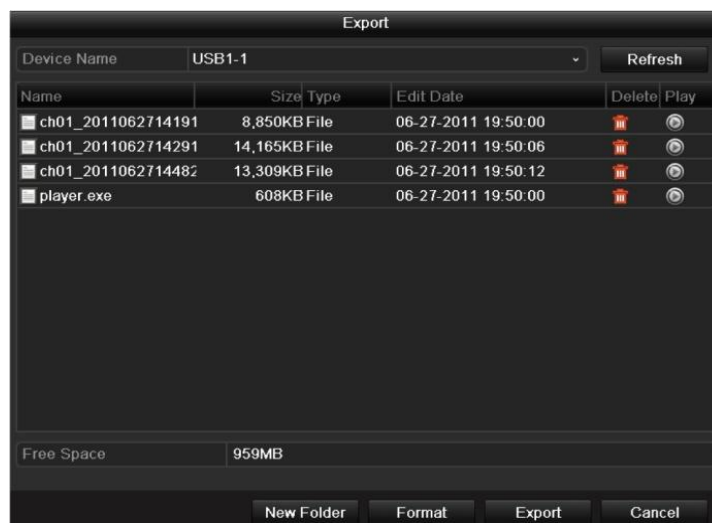 Export
Device Name USB1-1 Refresh
Name Size Type Edit Date Delete Play
ch01_2011062714191 8,850KB File 06-27-2011 19:50:00
ch01_2011062714291 14,165KB File 06-27-2011 19:50:06
ch01_2011062714482 13,309KB File 06-27-2011 19:50:12
player.exe 608KB File 06-27-2011 19:50:00
Free Space 959MB
New Folder Format Export Cancel